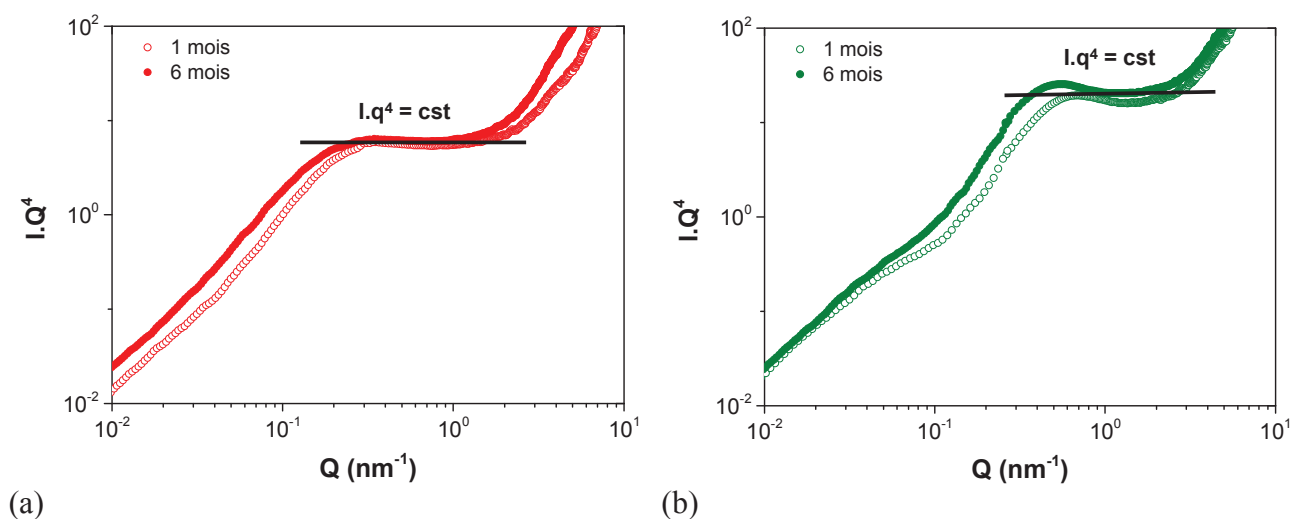 10²
1 mois
6 mois
I.q⁴ = cst
I.Q⁴
10⁰
10⁻²
10⁻² 10⁻¹ 10⁰ 10¹
Q (nm⁻¹)
(a)
10²
1 mois
6 mois
I.q⁴ = cst
I.Q⁴
10⁰
10⁻²
10⁻² 10⁻¹ 10⁰ 10¹
Q (nm⁻¹)
(b)